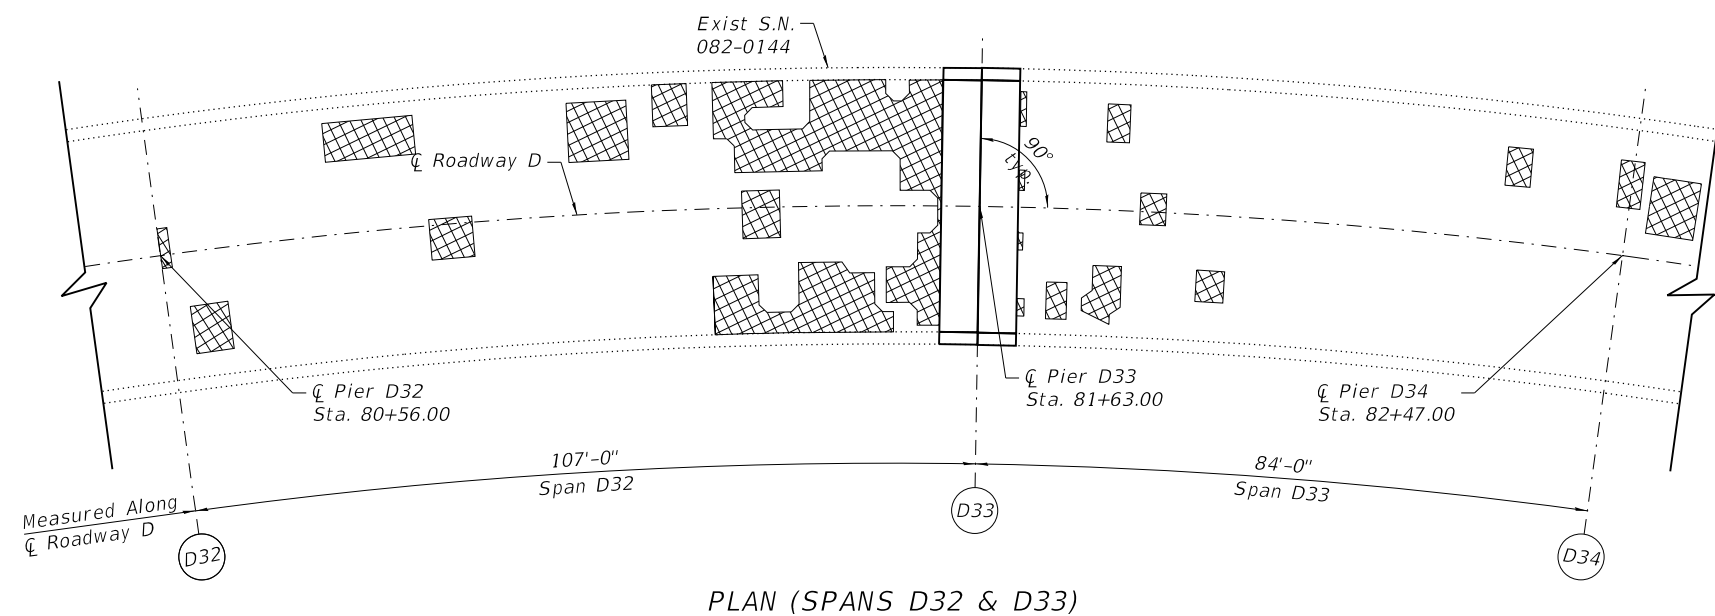 Exist S.N.
082-0144
℄ Roadway D
90°
typ.
℄ Pier D32
Sta. 80+56.00
℄ Pier D33
Sta. 81+63.00
℄ Pier D34
Sta. 82+47.00
107'-0"
Span D32
84'-0"
Span D33
Measured Along
℄ Roadway D
D32
D33
D34
PLAN (SPANS D32 & D33)